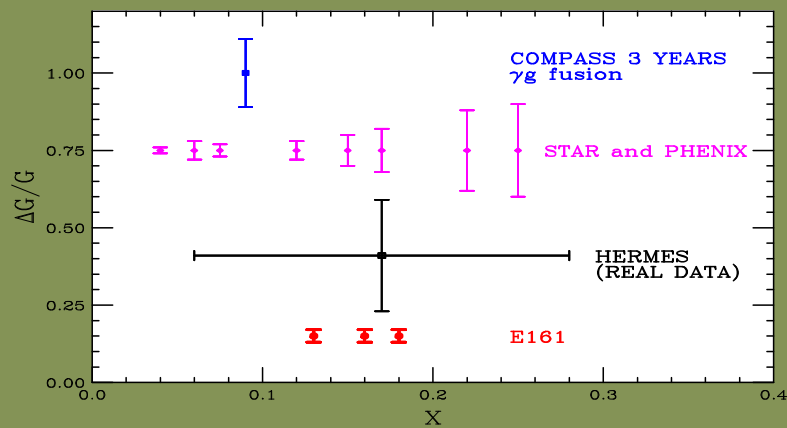 COMPASS 3 YEARS
γg fusion
1.00
STAR and PHENIX
0.75
ΔG/G
0.50
HERMES
(REAL DATA)
0.25
E161
0.00
0.0 0.1 0.2 0.3 0.4
X